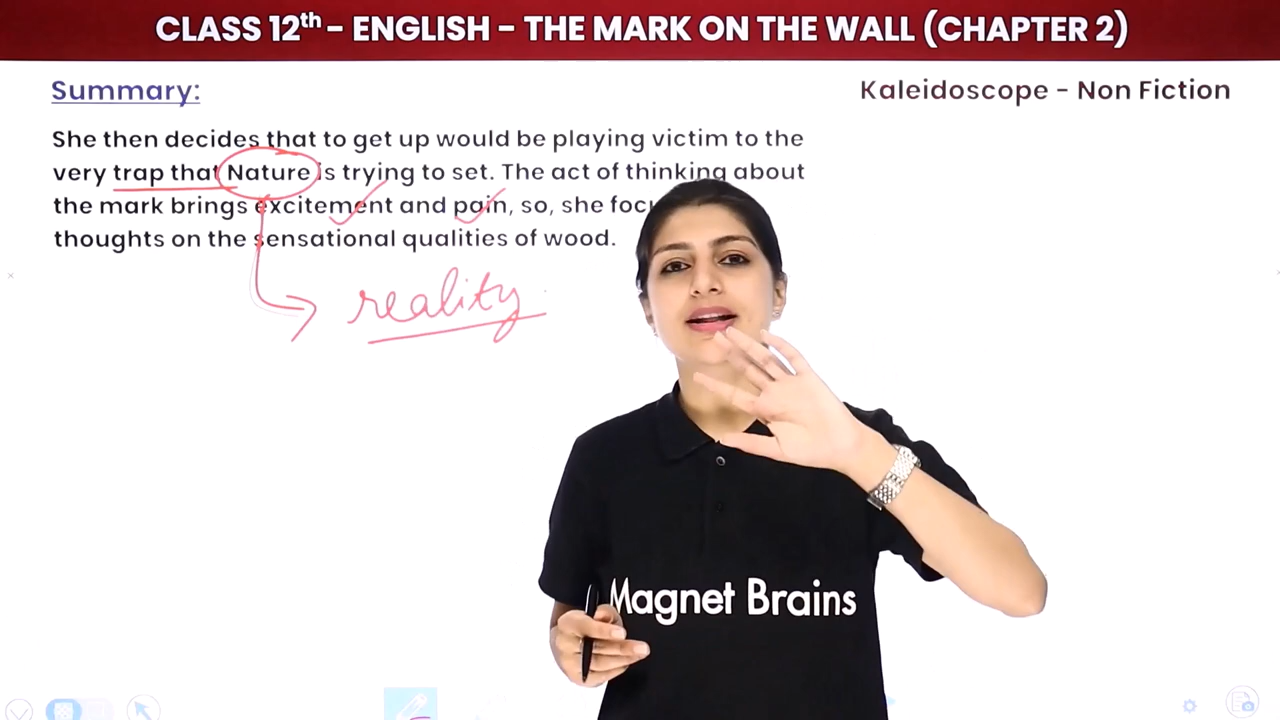 CLASS 12th – ENGLISH – THE MARK ON THE WALL (CHAPTER 2)
Summary:
Kaleidoscope - Non Fiction
She then decides that to get up would be playing victim to the
very trap that Nature is trying to set. The act of thinking about
the mark brings excitement and pain, so, she
thoughts on the sensational qualities of wood.
reality
Magnet Brains